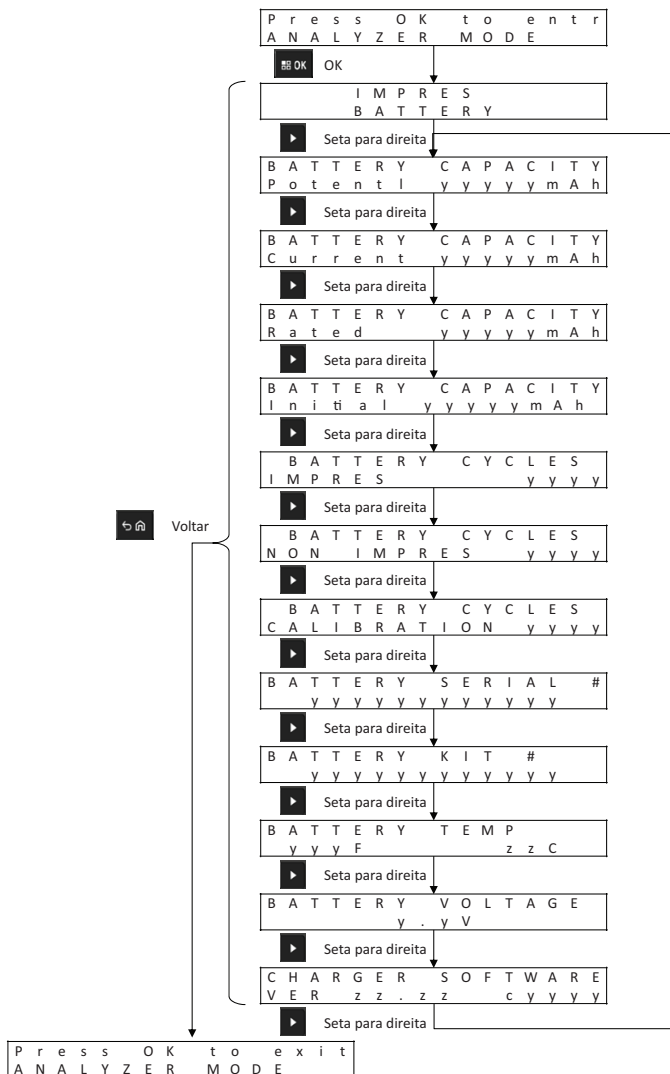 Press OK to entr
ANALYZER MODE
OK OK
IMPRES
BATTERY
Seta para direita
BATTERY CAPACITY
Potentl yyyyymAh
Seta para direita
BATTERY CAPACITY
Current yyyyymAh
Seta para direita
BATTERY CAPACITY
Rated yyyyymAh
Seta para direita
BATTERY CAPACITY
Initial yyyyymAh
Seta para direita
BATTERY CYCLES
IMPRES yyyy
Seta para direita
Voltar
BATTERY CYCLES
NON IMPRES yyyy
Seta para direita
BATTERY CYCLES
CALIBRATION yyyy
Seta para direita
BATTERY SERIAL #
yyyyyyyyyyyy
Seta para direita
BATTERY KIT #
yyyyyyyyyyyy
Seta para direita
BATTERY TEMP
yyyF zzC
Seta para direita
BATTERY VOLTAGE
y.yV
Seta para direita
CHARGER SOFTWARE
VER zz.zz cyyyy
Seta para direita
Press OK to exit
ANALYZER MODE